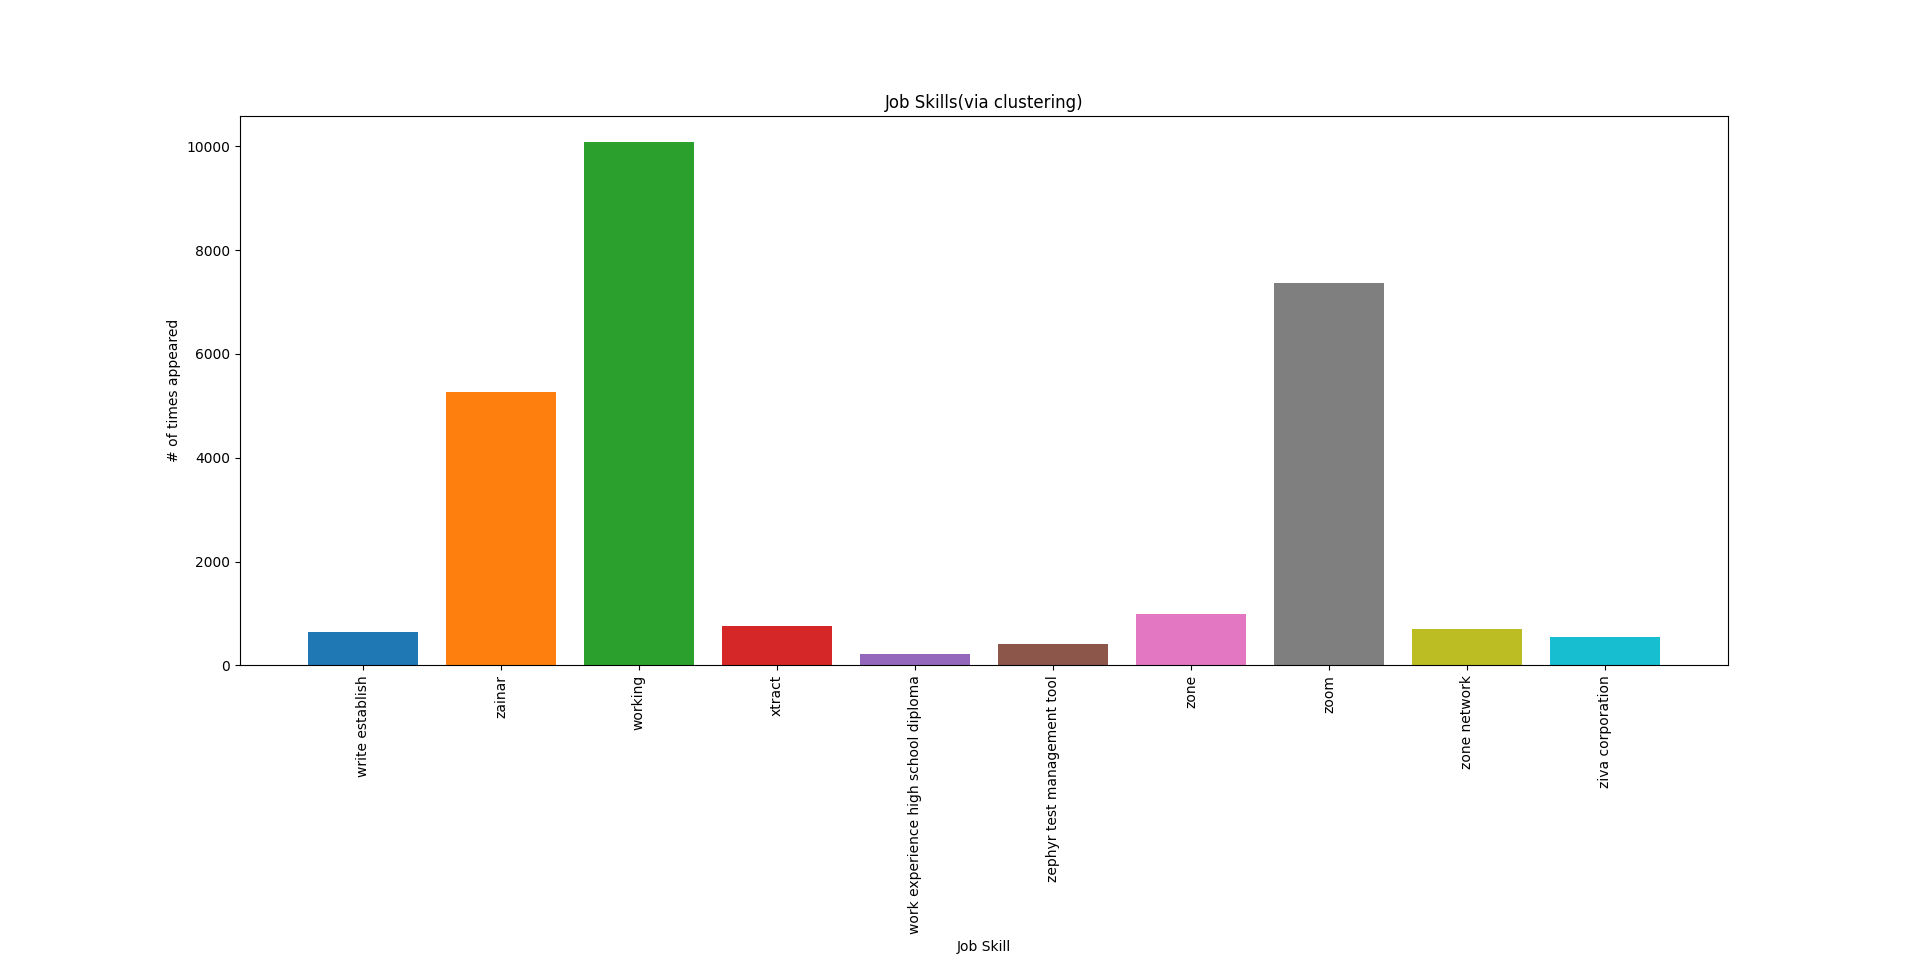 Job Skills(via clustering)
# of times appeared
10000
8000
6000
4000
2000
0
write establish
zainar
working
xtract
work experience high school diploma
zephyr test management tool
zone
zoom
zone network
ziva corporation
Job Skill